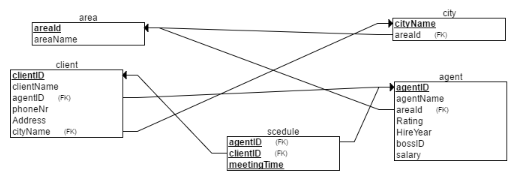 area
areaId
areaName
city
cityName
areaId (FK)
client
clientID
clientName
agentID (FK)
phoneNr
Address
cityName (FK)
agent
agentID
agentName
areaId (FK)
Rating
HireYear
bossID
salary
scedule
agentID (FK)
clientID (FK)
meetingTime